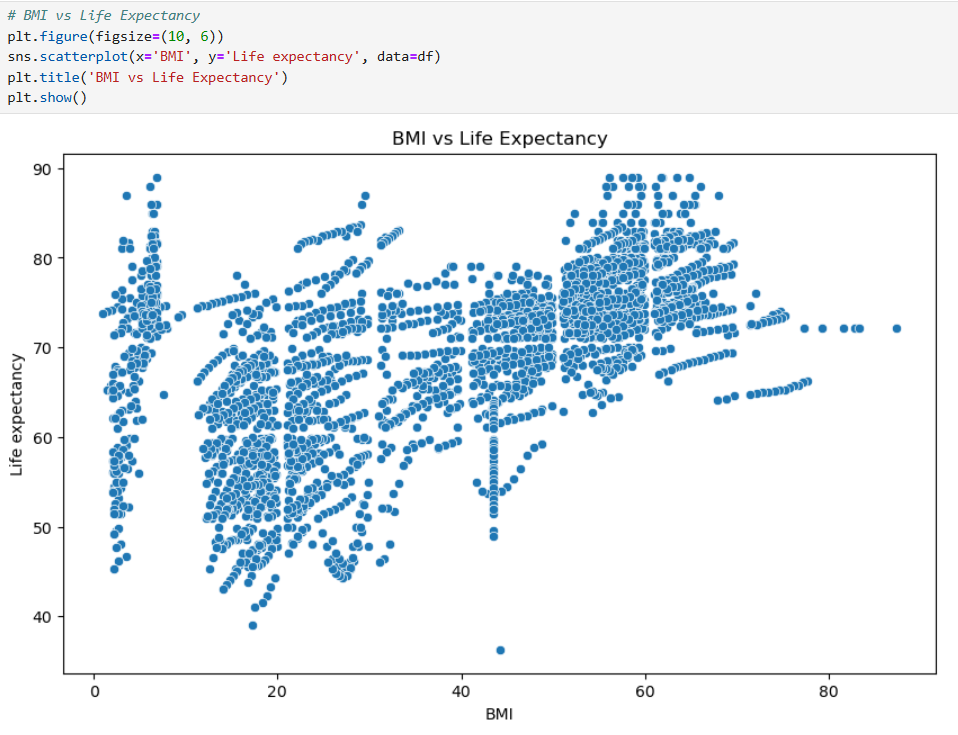 # BMI vs Life Expectancy
plt.figure(figsize=(10, 6))
sns.scatterplot(x='BMI', y='Life expectancy', data=df)
plt.title('BMI vs Life Expectancy')
plt.show()
BMI vs Life Expectancy
90
80
70
60
50
40
Life expectancy
0 20 40 60 80
BMI